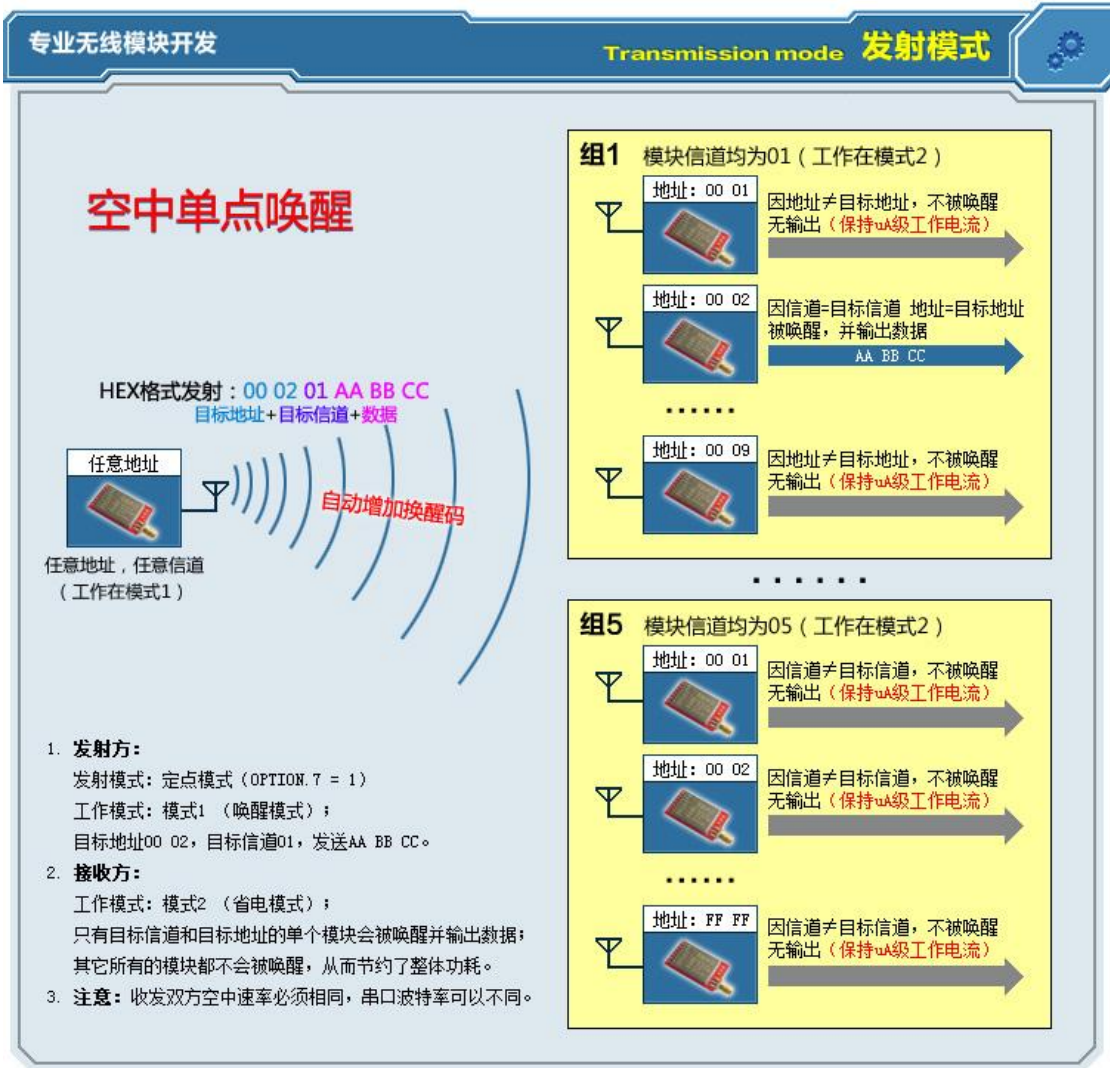 专业无线模块开发
Transmission mode 发射模式
空中单点唤醒
HEX格式发射：00 02 01 AA BB CC
目标地址+目标信道+数据
任意地址
自动增加换醒码
任意地址，任意信道
（工作在模式1）
组1 模块信道均为01（工作在模式2）
地址：00 01
因地址≠目标地址，不被唤醒
无输出（保持uA级工作电流）
地址：00 02
因信道=目标信道 地址=目标地址
被唤醒，并输出数据
AA BB CC
······
地址：00 09
因地址≠目标地址，不被唤醒
无输出（保持uA级工作电流）
······
组5 模块信道均为05（工作在模式2）
地址：00 01
因信道≠目标信道，不被唤醒
无输出（保持uA级工作电流）
地址：00 02
因信道≠目标信道，不被唤醒
无输出（保持uA级工作电流）
······
地址：FF FF
因信道≠目标信道，不被唤醒
无输出（保持uA级工作电流）
1. 发射方：
发射模式：定点模式（OPTION.7 = 1）
工作模式：模式1 （唤醒模式）；
目标地址00 02，目标信道01，发送AA BB CC。
2. 接收方：
工作模式：模式2 （省电模式）；
只有目标信道和目标地址的单个模块会被唤醒并输出数据；
其它所有的模块都不会被唤醒，从而节约了整体功耗。
3. 注意：收发双方空中速率必须相同，串口波特率可以不同。